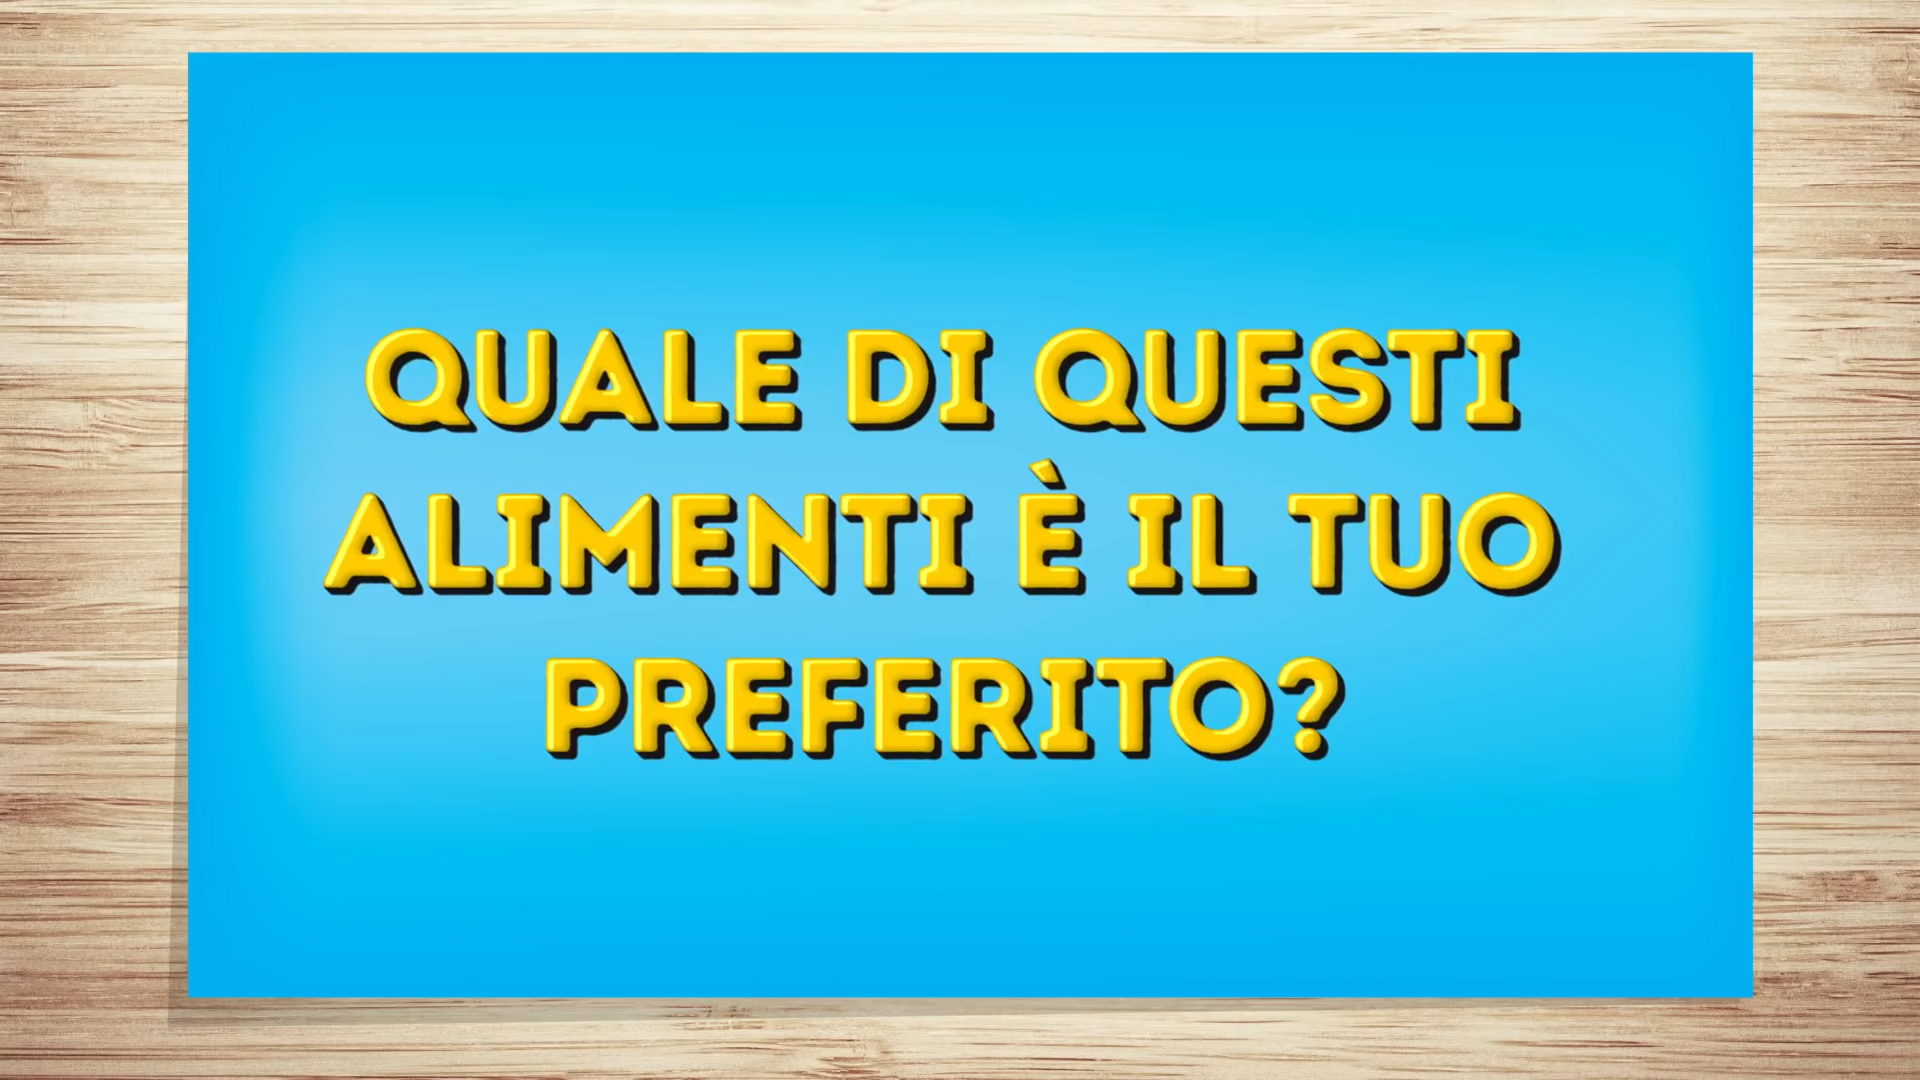 QUALE DI QUESTI
ALIMENTI È IL TUO
PREFERITO?